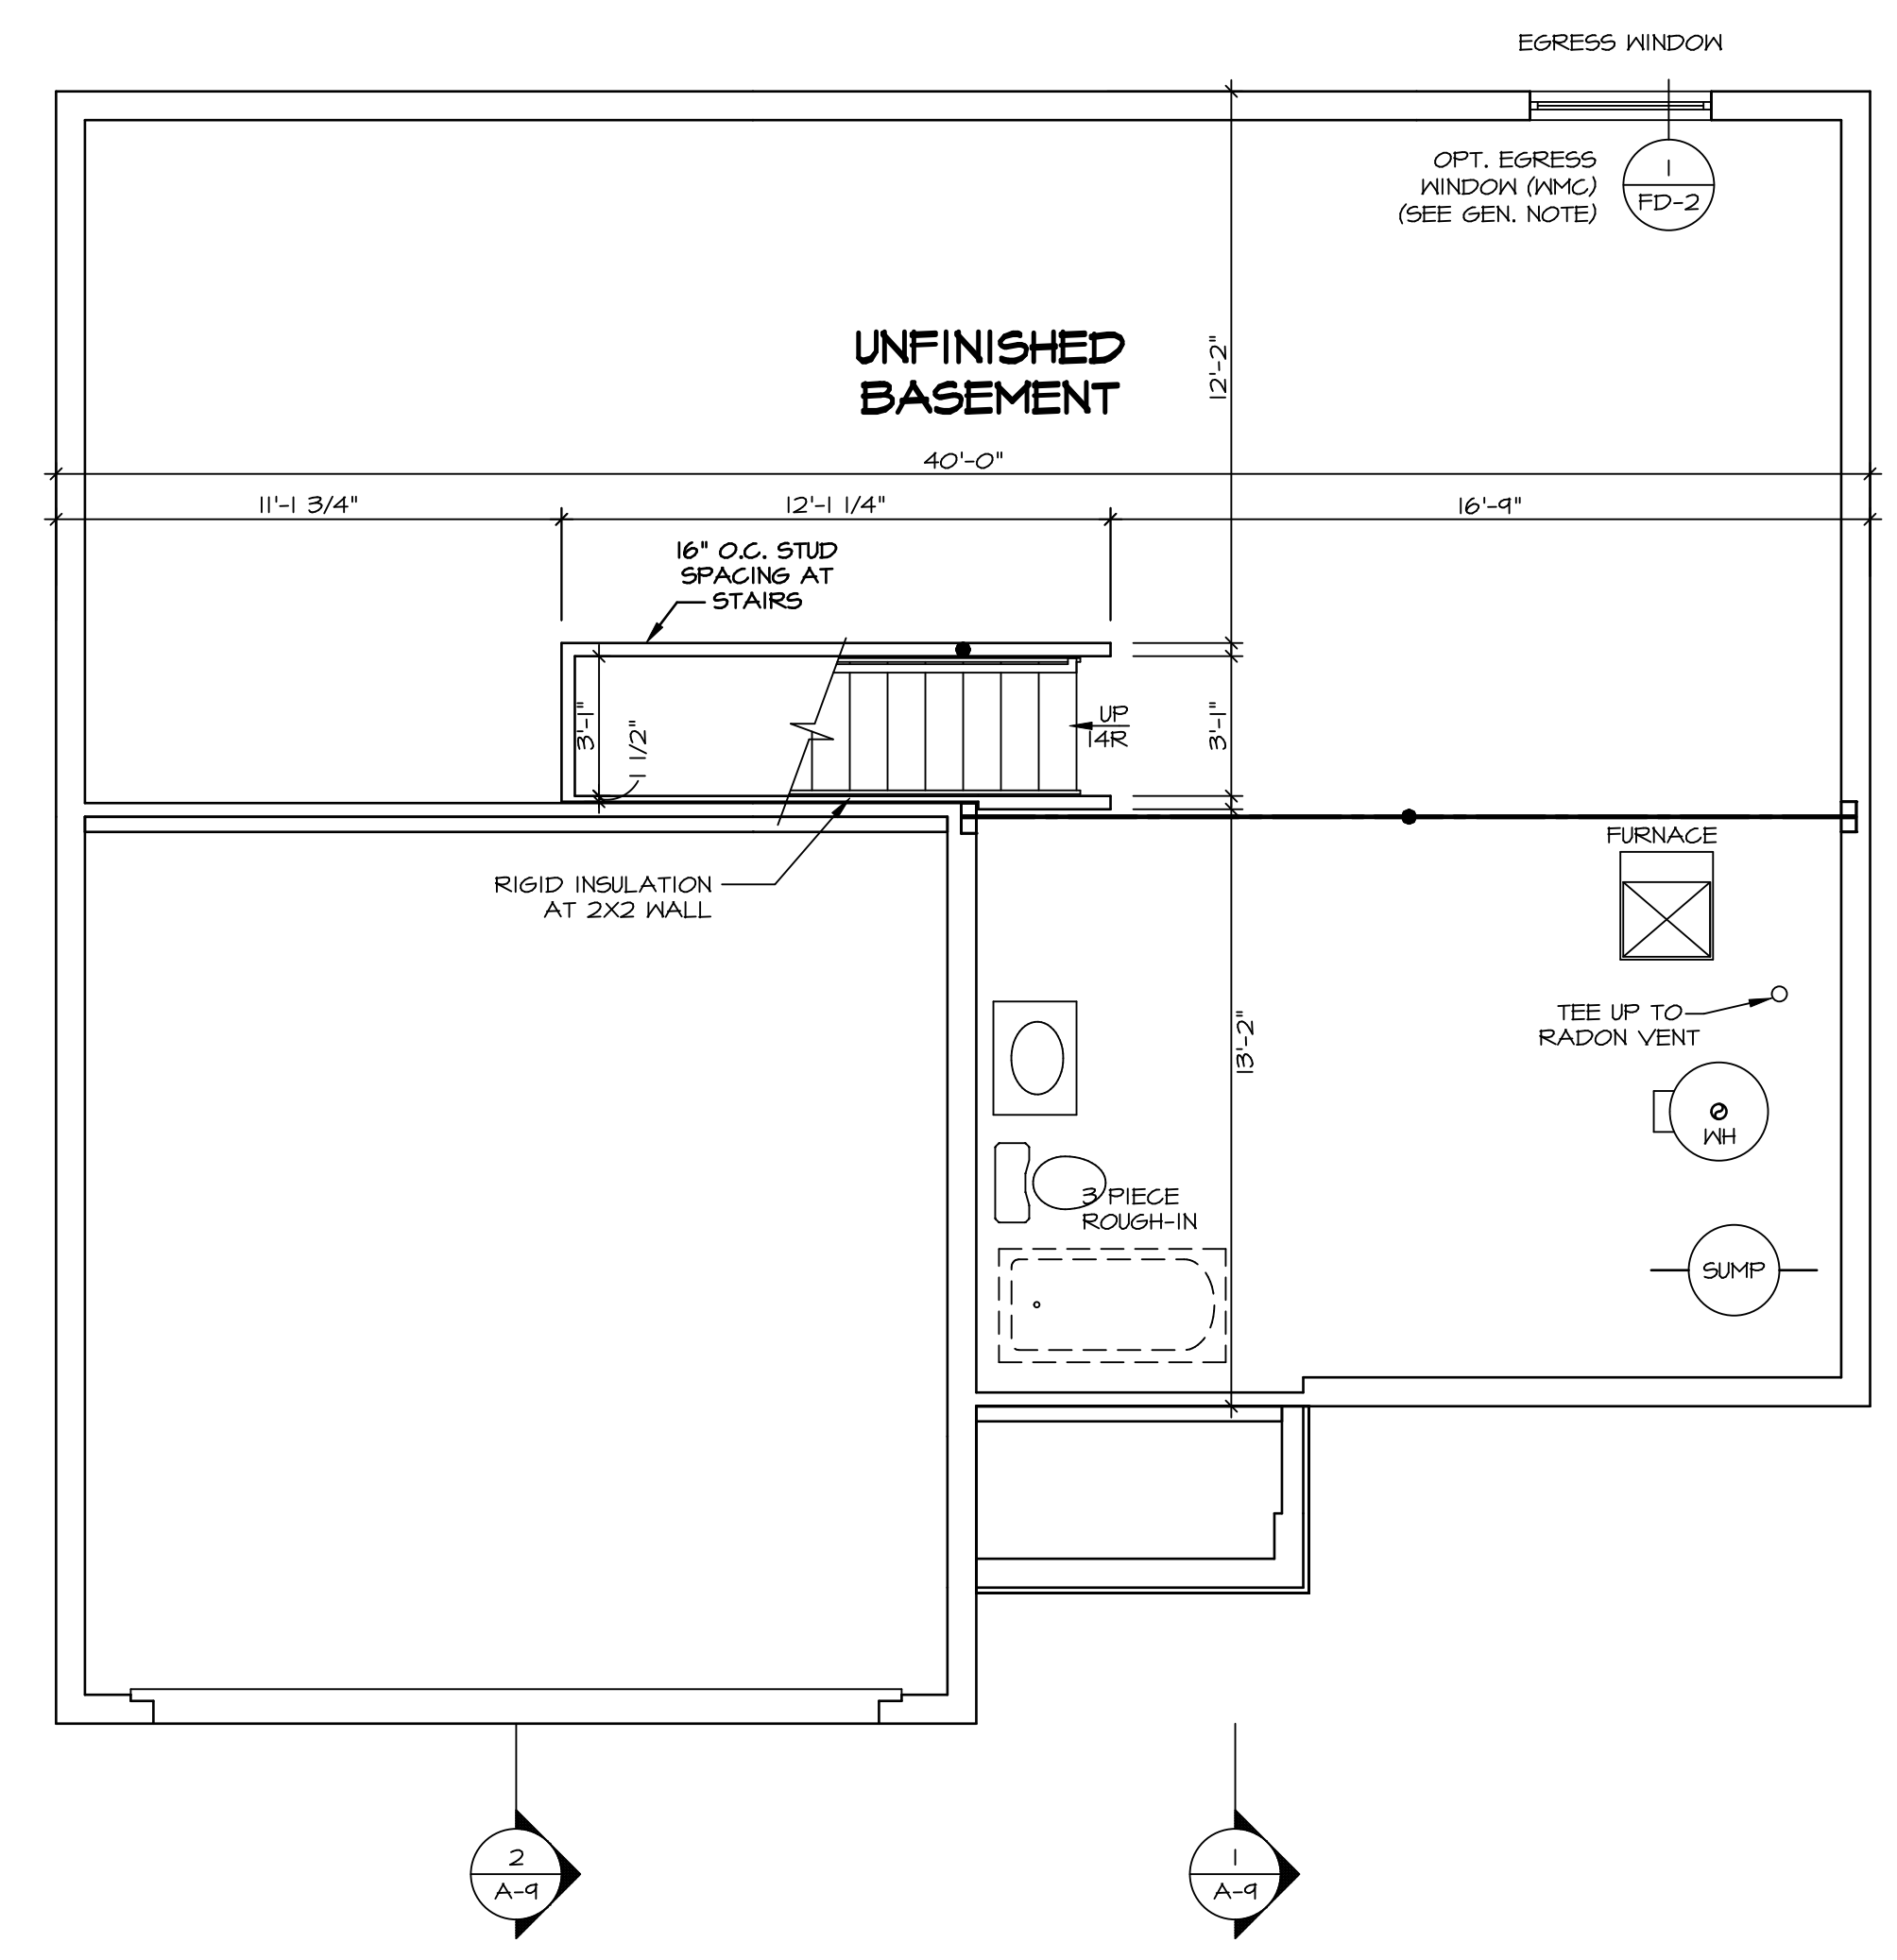 EGRESS WINDOW
OPT. EGRESS
WINDOW (WMC)
(SEE GEN. NOTE)
1
FD-2
UNFINISHED
BASEMENT
12'-2"
40'-0"
11'-1 3/4"
12'-1 1/4"
16'-9"
16" O.C. STUD
SPACING AT
STAIRS
3'-1"
1 1/2"
UP
14R
3'-1"
FURNACE
RIGID INSULATION
AT 2X2 WALL
TEE UP TO
RADON VENT
13'-2"
WH
3 PIECE
ROUGH-IN
SUMP
2
A-9
1
A-9